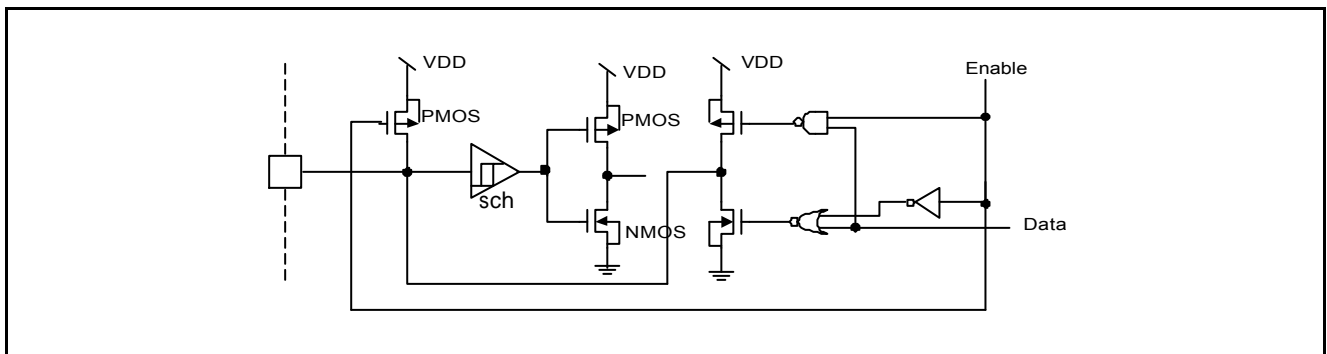 VDD
VDD
VDD
Enable
PMOS
PMOS
sch
NMOS
Data